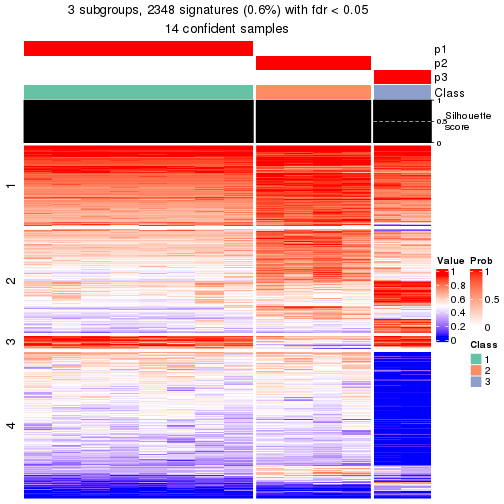 3 subgroups, 2348 signatures (0.6%) with fdr < 0.05
14 confident samples
p1
p2
p3
Class
1
0.5
0
Silhouette
score
1
2
3
4
Value
1
0.8
0.6
0.4
0.2
0
Prob
1
0.5
0
Class
1
2
3